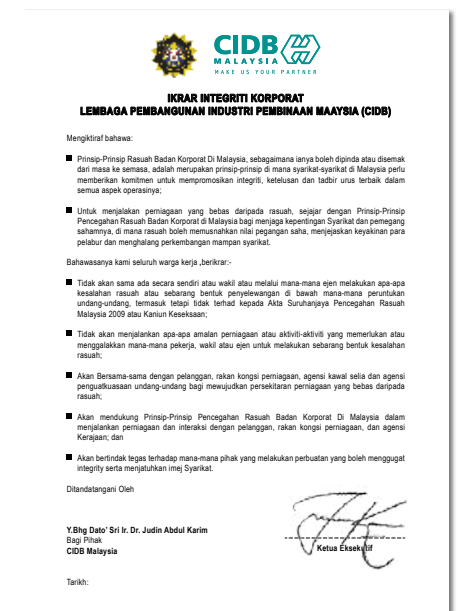 CIDB
MALAYSIA
MAKE US YOUR PARTNER
IKRAR INTEGRITI KORPORAT
LEMBAGA PEMBANGUNAN INDUSTRI PEMBINAAN MAAYSIA (CIDB)
Mengiktiraf bahawa:
Prinsip-Prinsip Rasuah Badan Korporat Di Malaysia, sebagaimana ianya boleh dipinda atau disemak
dari masa ke semasa, adalah merupakan prinsip-prinsip di mana syarikat-syarikat di Malaysia perlu
memberikan komitmen untuk mempromosikan integriti, ketelusan dan tadbir urus terbaik dalam
semua aspek operasinya;
Untuk menjalakan perniagaan yang bebas daripada rasuah, sejajar dengan Prinsip-Prinsip
Pencegahan Rasuah Badan Korporat di Malaysia bagi menjaga kepentingan Syarikat dan pemegang
sahamnya, di mana rasuah boleh memusnahkan nilai pegangan saha, menjejaskan keyakinan para
pelabur dan menghalang perkembangan mampan syarikat.
Bahawasanya kami seluruh warga kerja ,berikrar:-
Tidak akan sama ada secara sendiri atau wakil atau melalui mana-mana ejen melakukan apa-apa
kesalahan rasuah atau sebarang bentuk penyelewangan di bawah mana-mana peruntukan
undang-undang, termasuk tetapi tidak terhad kepada Akta Suruhanjaya Pencegahan Rasuah
Malaysia 2009 atau Kaniun Keseksaan;
Tidak akan menjalankan apa-apa amalan perniagaan atau aktiviti-aktiviti yang memerlukan atau
menggalakkan mana-mana pekerja, wakil atau ejen untuk melakukan sebarang bentuk kesalahan
rasuah;
Akan Bersama-sama dengan pelanggan, rakan kongsi perniagaan, agensi kawal selia dan agensi
penguatkuasaan undang-undang bagi mewujudkan persekitaran perniagaan yang bebas daripada
rasuah;
Akan mendukung Prinsip-Prinsip Pencegahan Rasuah Badan Korporat Di Malaysia dalam
menjalankan perniagaan dan interaksi dengan pelanggan, rakan kongsi perniagaan, dan agensi
Kerajaan; dan
Akan bertindak tegas terhadap mana-mana pihak yang melakukan perbuatan yang boleh menggugat
integrity serta menjatuhkan imej Syarikat.
Ditandatangani Oleh
Y.Bhg Dato' Sri Ir. Dr. Judin Abdul Karim
Bagi Pihak
CIDB Malaysia
Ketua Eksekutif
Tarikh: